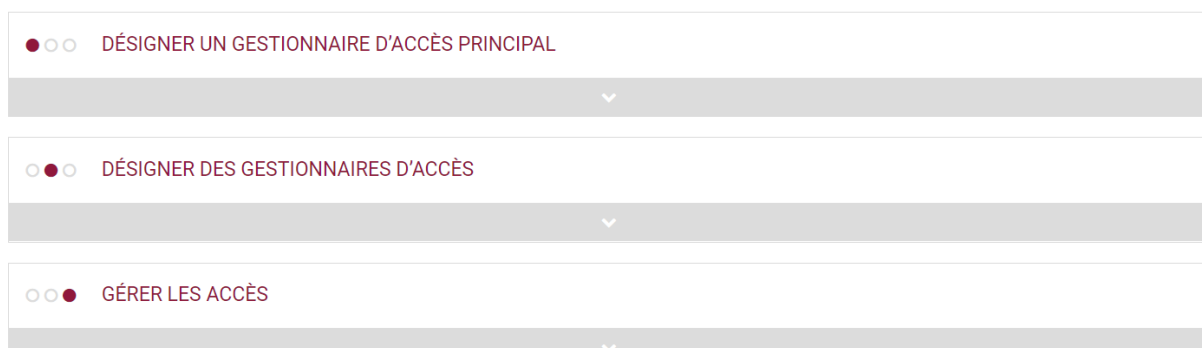 DÉSIGNER UN GESTIONNAIRE D’ACCÈS PRINCIPAL
DÉSIGNER DES GESTIONNAIRES D’ACCÈS
GÉRER LES ACCÈS